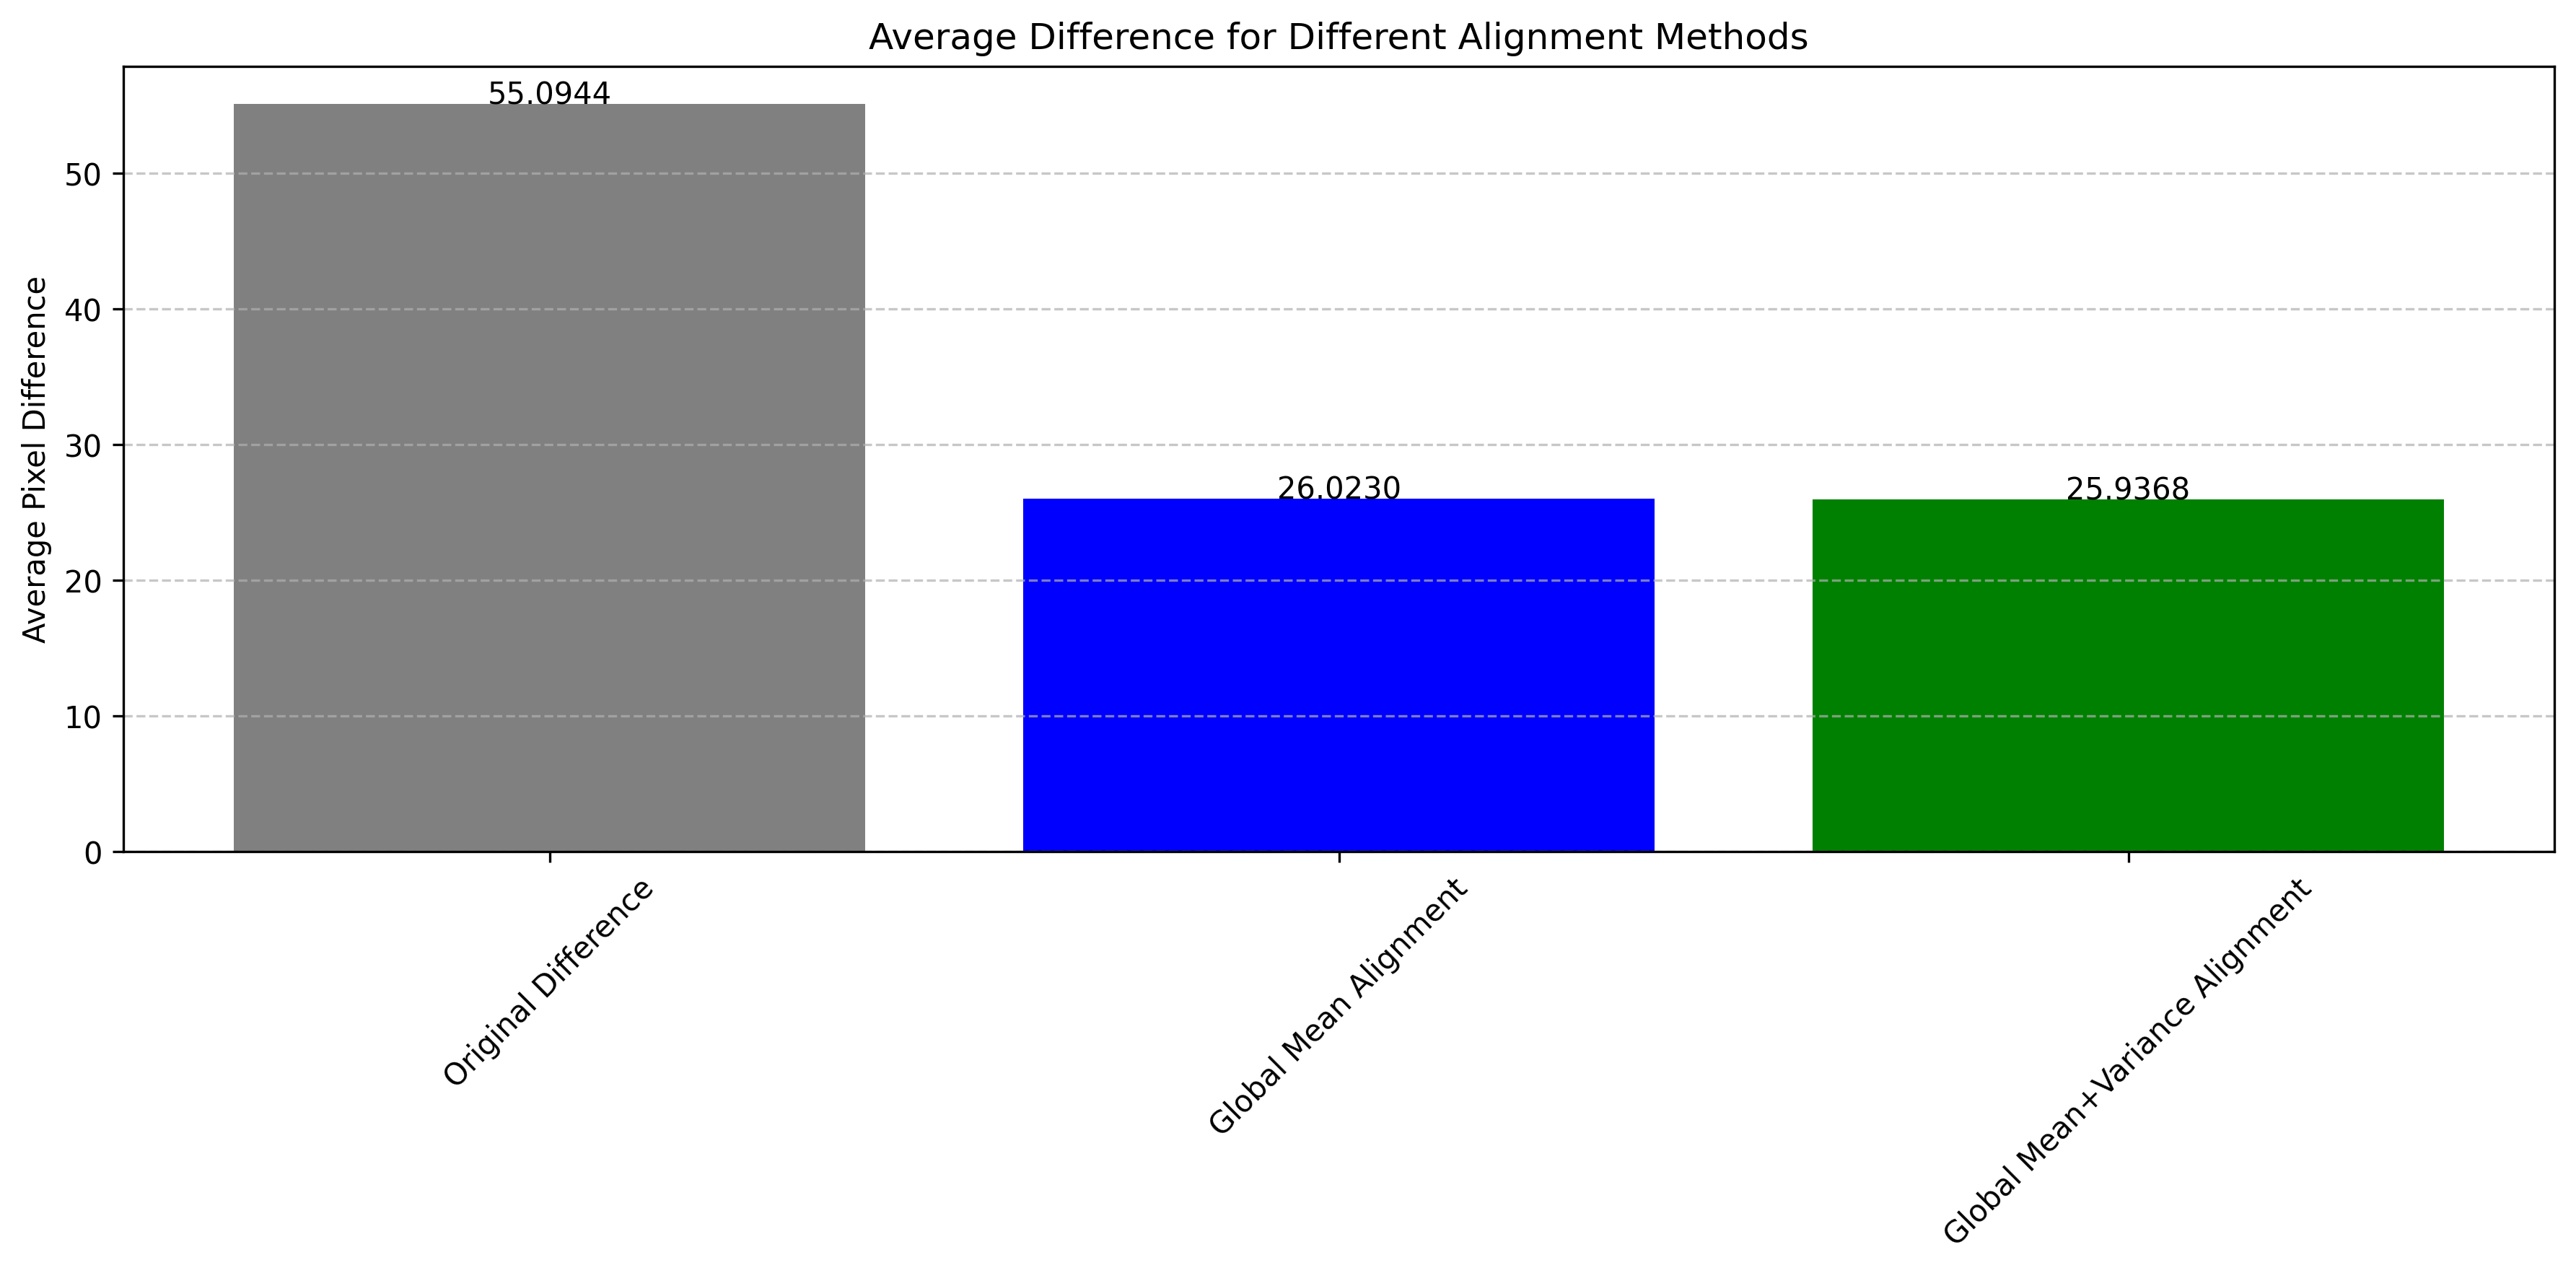 Average Difference for Different Alignment Methods
55.0944
26.0230
25.9368
Average Pixel Difference
50
40
30
20
10
0
Original Difference
Global Mean Alignment
Global Mean+Variance Alignment